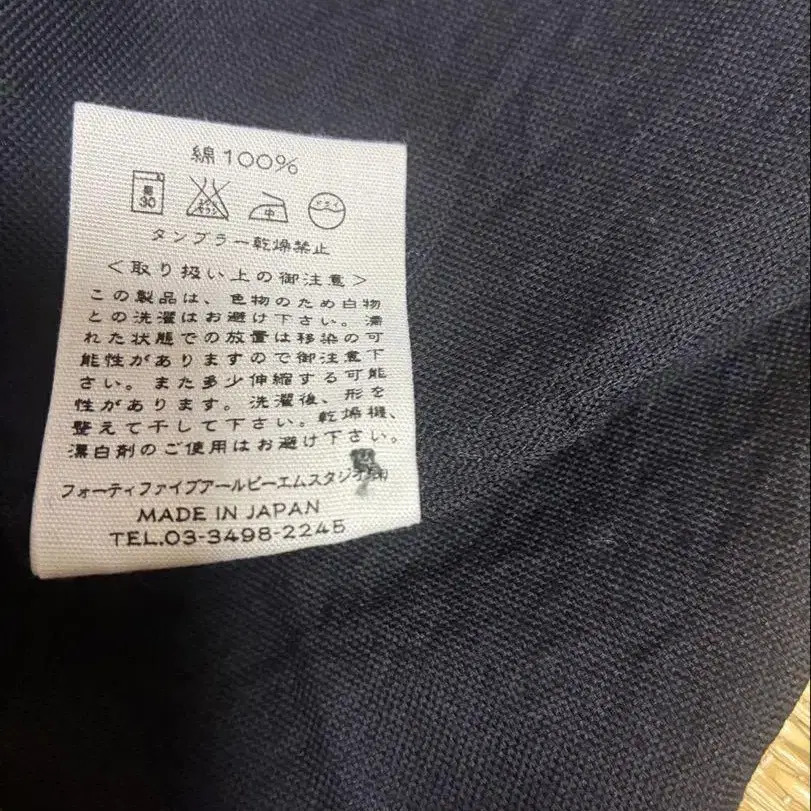 綿100%
30
中
ドライ
タンブラー乾燥禁止
<取り扱い上の御注意>
この製品は、色物のため白物
との洗濯はお避け下さい。濡
れた状態での放置は移染の可
能性がありますので御注意下
さい。また多少伸縮する可能
性があります。洗濯後、形を
整えて干して下さい。乾燥機、
漂白剤のご使用はお避け下さい。
フォーティファイブアールピーエムスタジオ㈱
MADE IN JAPAN
TEL.03-3498-2245